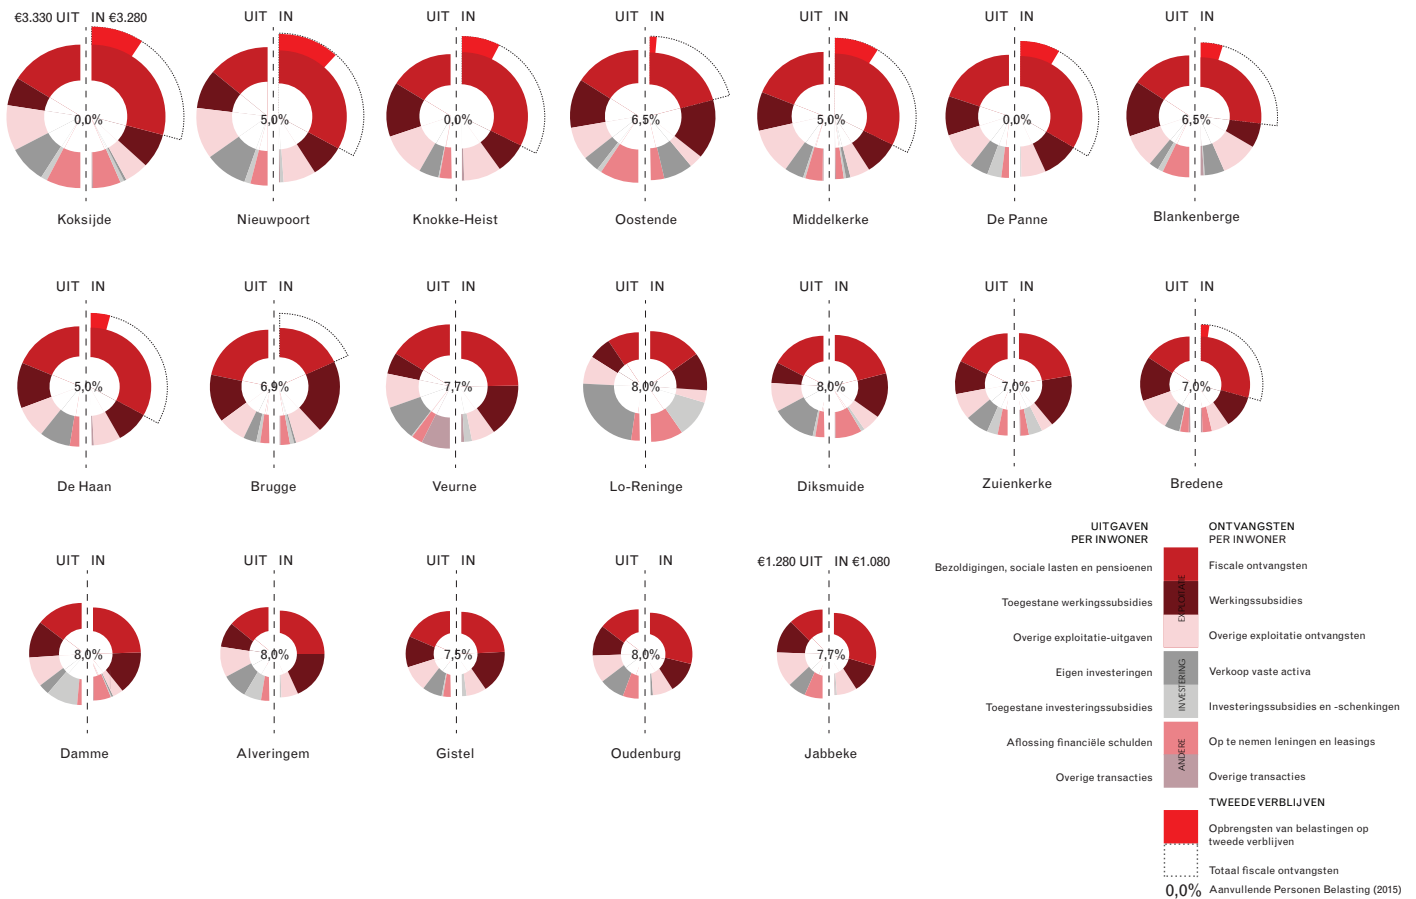 €3.330 UIT IN €3.280
UIT IN
UIT IN
UIT IN
UIT IN
UIT IN
UIT IN
0,0%
5,0%
0,0%
6,5%
5,0%
0,0%
6,5%
Koksijde
Nieuwpoort
Knokke-Heist
Oostende
Middelkerke
De Panne
Blankenberge
UIT IN
UIT IN
UIT IN
UIT IN
UIT IN
UIT IN
UIT IN
5,0%
6,9%
7,7%
8,0%
8,0%
7,0%
7,0%
De Haan
Brugge
Veurne
Lo-Reninge
Diksmuide
Zuienkerke
Bredene
UIT IN
UIT IN
UIT IN
UIT IN
€1.280 UIT IN €1.080
8,0%
8,0%
7,5%
8,0%
7,7%
Damme
Alveringem
Gistel
Oudenburg
Jabbeke
UITGAVEN
PER INWONER
ONTVANGSTEN
PER INWONER
Bezoldigingen, sociale lasten en pensioenen
Toegestane werkingssubsidies
Overige exploitatie-uitgaven
Eigen investeringen
Toegestane investeringssubsidies
Aflossing financiële schulden
Overige transacties
EXPLOITATIE
INVESTERING
ANDERE
Fiscale ontvangsten
Werkingssubsidies
Overige exploitatie ontvangsten
Verkoop vaste activa
Investeringssubsidies en -schenkingen
Op te nemen leningen en leasings
Overige transacties
TWEEDEVERBLIJVEN
Opbrengsten van belastingen op
tweede verblijven
Totaal fiscale ontvangsten
0,0% Aanvullende Personen Belasting (2015)